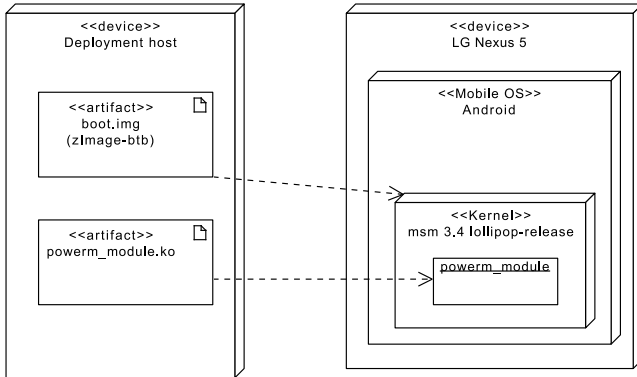 <<device>>
Deployment host
<<artifact>>
boot.img
(zImage-btb)
<<artifact>>
powerm_module.ko
<<device>>
LG Nexus 5
<<Mobile OS>>
Android
<<Kernel>>
msm 3.4 lollipop-release
powerm_module